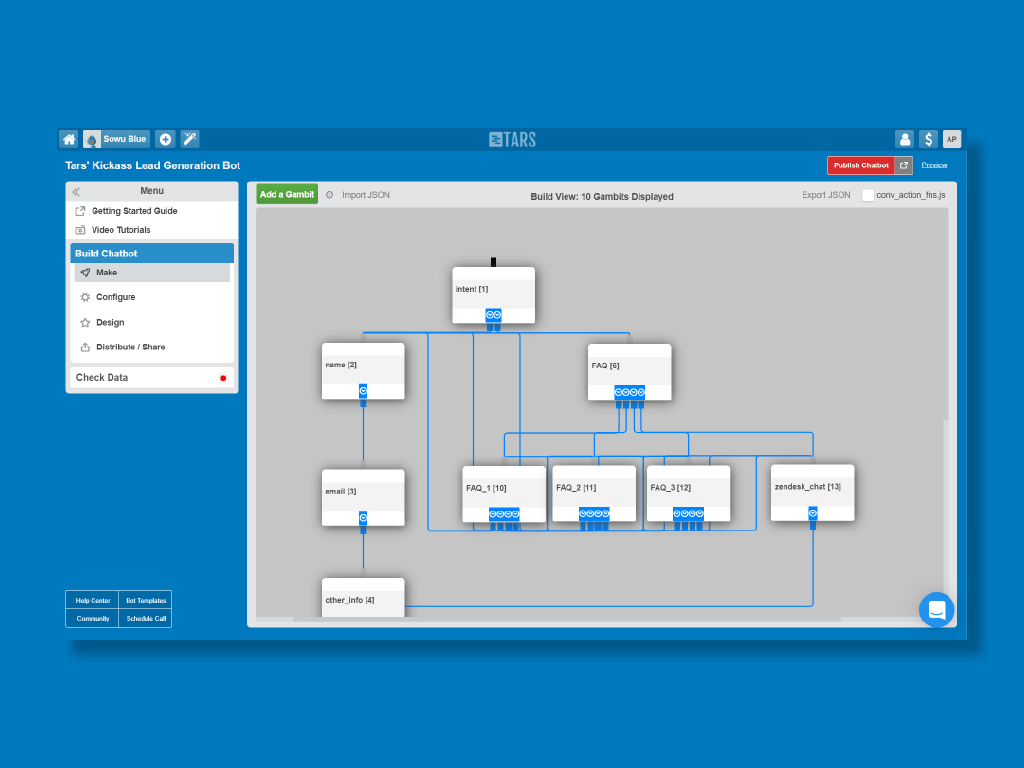 Sowu Blue
TARS
AP
Tars' Kickass Lead Generation Bot
Publish Chatbot
Preview
Menu
Getting Started Guide
Video Tutorials
Build Chatbot
Make
Configure
Design
Distribute / Share
Check Data
Add a Gambit
Import JSON
Build View: 10 Gambits Displayed
Export JSON
conv_action_fns.js
intent [1]
name [2]
FAQ [6]
email [3]
FAQ_1 [10]
FAQ_2 [11]
FAQ_3 [12]
zendesk_chat [13]
other_info [4]
Help Center
Bot Templates
Community
Schedule Call